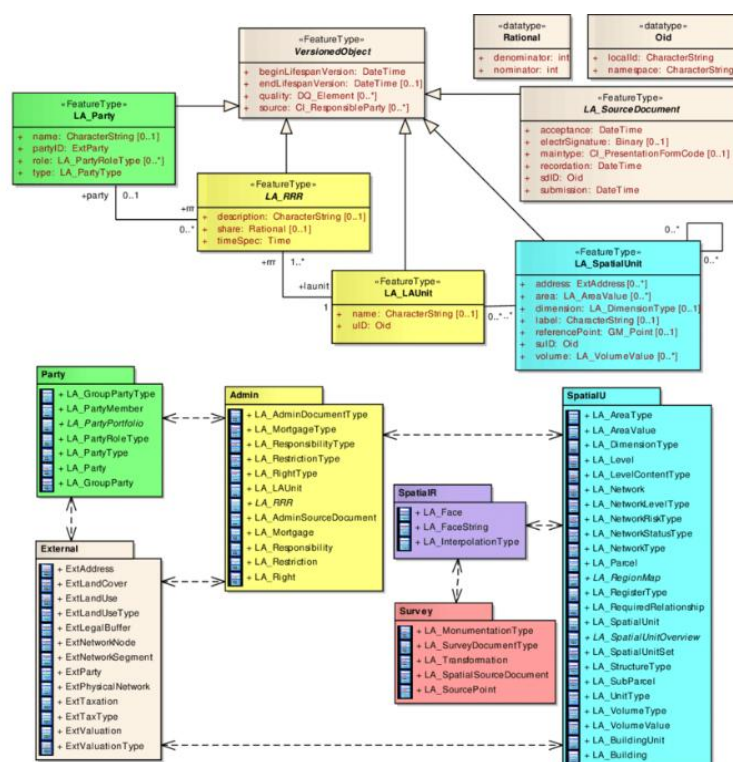 «FeatureType»
VersionedObject
+ beginLifespanVersion: DateTime
+ endLifespanVersion: DateTime [0..1]
+ quality: DQ_Element [0..*]
+ source: CI_ResponsibleParty [0..*]
«datatype»
Rational
+ denominator: int
+ nominator: int
«datatype»
Oid
+ localId: CharacterString
+ namespace: CharacterString
«FeatureType»
LA_Party
+ name: CharacterString [0..1]
+ partyID: ExtParty
+ role: LA_PartyRoleType [0..*]
+ type: LA_PartyType
«FeatureType»
LA_SourceDocument
+ acceptance: DateTime
+ electrSignature: Binary [0..1]
+ maintype: CI_PresentationFormCode [0..1]
+ recordation: DateTime
+ sdID: Oid
+ submission: DateTime
+party 0..1
+rrr
0..*
«FeatureType»
LA_RRR
+ description: CharacterString [0..1]
+ share: Rational [0..1]
+ timeSpec: Time
+rrr 1..*
+launit
1
«FeatureType»
LA_LAUnit
+ name: CharacterString [0..1]
+ uID: Oid
0..* ..*
0..*
0..*
«FeatureType»
LA_SpatialUnit
+ address: ExtAddress [0..*]
+ area: LA_AreaValue [0..*]
+ dimension: LA_DimensionType [0..1]
+ label: CharacterString [0..1]
+ referencePoint: GM_Point [0..1]
+ suID: Oid
+ volume: LA_VolumeValue [0..*]
Party
+ LA_GroupPartyType
+ LA_PartyMember
+ LA_PartyPortfolio
+ LA_PartyRoleType
+ LA_PartyType
+ LA_Party
+ LA_GroupParty
Admin
+ LA_AdminDocumentType
+ LA_MortgageType
+ LA_ResponsibilityType
+ LA_RestrictionType
+ LA_RightType
+ LA_LAUnit
+ LA_RRR
+ LA_AdminSourceDocument
+ LA_Mortgage
+ LA_Responsibility
+ LA_Restriction
+ LA_Right
SpatialU
+ LA_AreaType
+ LA_AreaValue
+ LA_DimensionType
+ LA_Level
+ LA_LevelContentType
+ LA_Network
+ LA_NetworkLevelType
+ LA_NetworkRiskType
+ LA_NetworkStatusType
+ LA_NetworkType
+ LA_Parcel
+ LA_RegionMap
+ LA_RegisterType
+ LA_RequiredRelationship
+ LA_SpatialUnit
+ LA_SpatialUnitOverview
+ LA_SpatialUnitSet
+ LA_StructureType
+ LA_SubParcel
+ LA_UnitType
+ LA_VolumeType
+ LA_VolumeValue
+ LA_BuildingUnit
+ LA_Building
SpatialR
+ LA_Face
+ LA_FaceString
+ LA_InterpolationType
External
+ ExtAddress
+ ExtLandCover
+ ExtLandUse
+ ExtLandUseType
+ ExtLegalBuffer
+ ExtNetworkNode
+ ExtNetworkSegment
+ ExtParty
+ ExtPhysicalNetwork
+ ExtTaxation
+ ExtTaxType
+ ExtValuation
+ ExtValuationType
Survey
+ LA_MonumentationType
+ LA_SurveyDocumentType
+ LA_Transformation
+ LA_SpatialSourceDocument
+ LA_SourcePoint